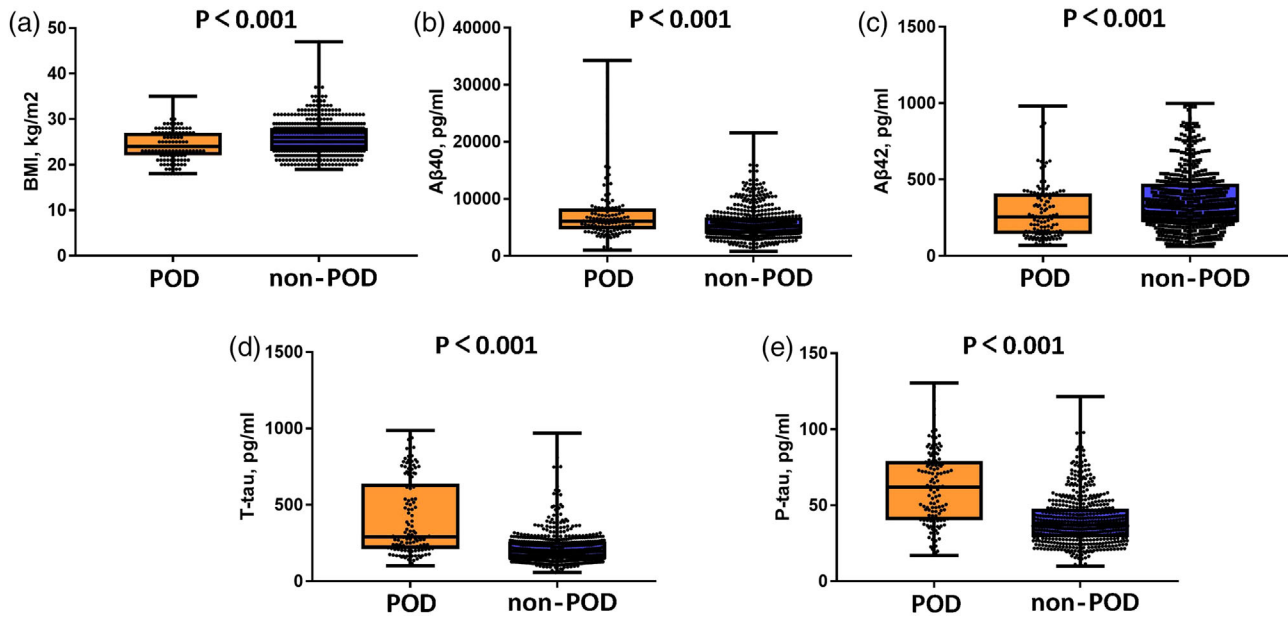 (a)
P < 0.001
BMI, kg/m2
50
40
30
20
10
0
POD
non-POD
(b)
P < 0.001
Aβ40, pg/ml
40000
30000
20000
10000
0
POD
non-POD
(c)
P < 0.001
Aβ42, pg/ml
1500
1000
500
0
POD
non-POD
(d)
P < 0.001
T-tau, pg/ml
1500
1000
500
0
POD
non-POD
(e)
P < 0.001
P-tau, pg/ml
150
100
50
0
POD
non-POD